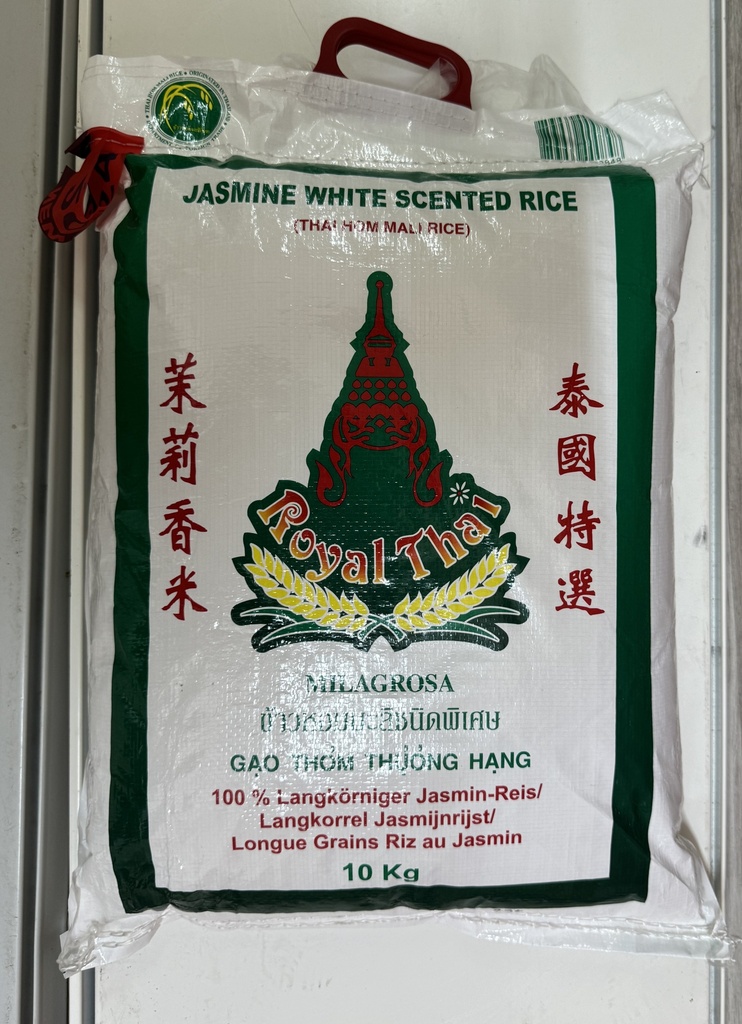 JASMINE WHITE SCENTED RICE
(THAI HOM MALI RICE)
茉莉香米
泰國特選
Royal Thai
MILAGROSA
ข้าวหอมมะลิชนิดพิเศษ
GẠO THƠM THƯỢNG HẠNG
100 % Langkörniger Jasmin-Reis/
Langkorrel Jasmijnrijst/
Longue Grains Riz au Jasmin
10 Kg